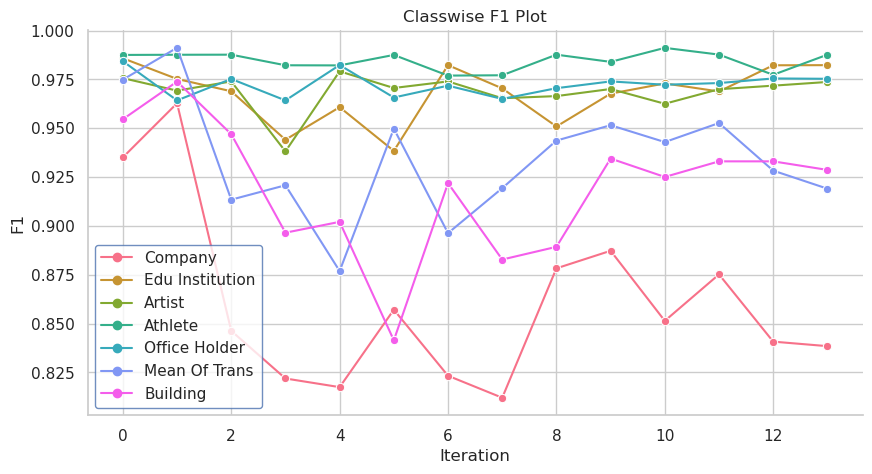 Classwise F1 Plot
1.000
0.975
0.950
0.925
0.900
0.875
0.850
0.825
F1
Company
Edu Institution
Artist
Athlete
Office Holder
Mean Of Trans
Building
0 2 4 6 8 10 12
Iteration